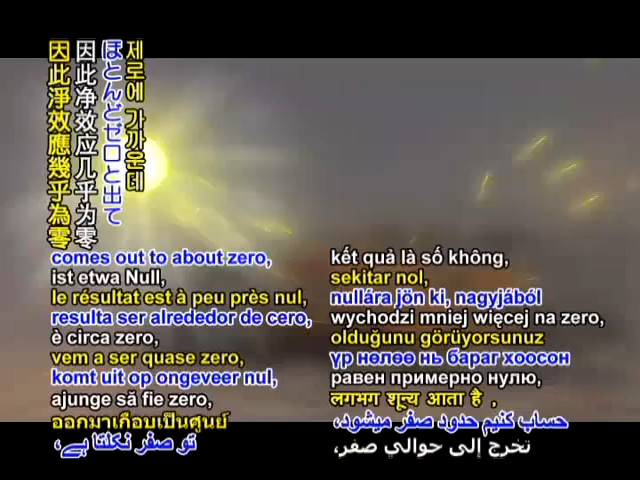 因此淨效應幾乎為零
因此净效应几乎为零
ほとんどゼロと出て
제로에 가까운데
comes out to about zero,
ist etwa Null,
le résultat est à peu près nul,
resulta ser alrededor de cero,
è circa zero,
vem a ser quase zero,
komt uit op ongeveer nul,
ajunge să fie zero,
ออกมาเกือบเป็นศูนย์
تو صفر نکلتا ہے،
kết quả là số không,
sekitar nol,
nullára jön ki, nagyjából
wychodzi mniej więcej na zero,
olduğunu görüyorsunuz
үр нөлөө нь бараг хоосон
равен примерно нулю,
लगभग शून्य आता है ,
حساب کنیم حدود صفر میشود،
تخرج إلى حوالي صفر،